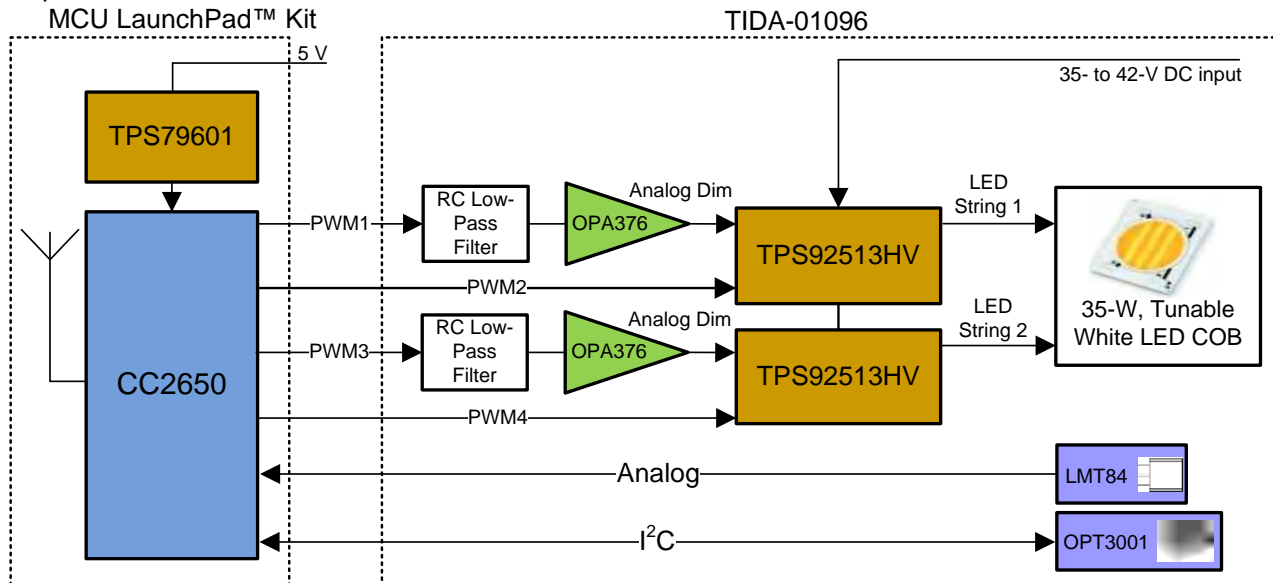 MCU LaunchPad™ Kit
TIDA-01096
5 V
35- to 42-V DC input
TPS79601
RC Low-
Pass
Filter
OPA376
Analog Dim
LED
String 1
PWM1
TPS92513HV
PWM2
35-W, Tunable
White LED COB
RC Low-
Pass
Filter
OPA376
Analog Dim
LED
String 2
PWM3
TPS92513HV
CC2650
PWM4
Analog
LMT84
I²C
OPT3001